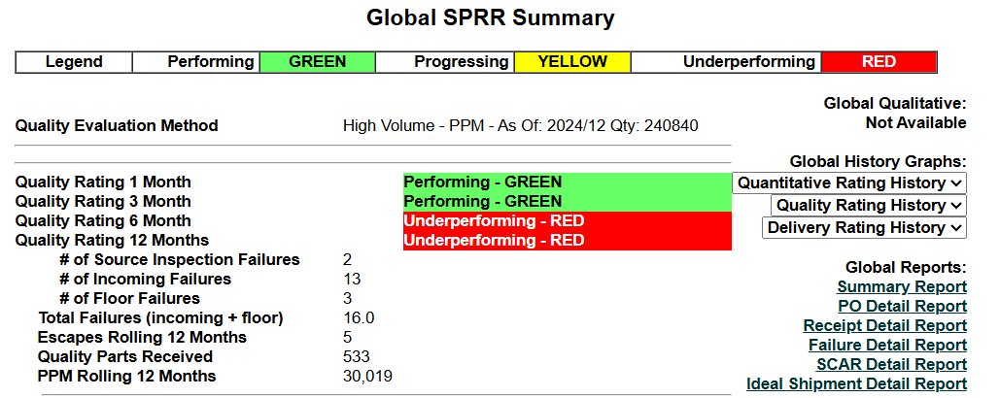 Global SPRR Summary
Legend Performing GREEN Progressing YELLOW Underperforming RED
Global Qualitative:
Not Available
Quality Evaluation Method High Volume - PPM - As Of: 2024/12 Qty: 240840
Global History Graphs:
Quality Rating 1 Month Performing - GREEN Quantitative Rating History
Quality Rating 3 Month Performing - GREEN Quality Rating History
Quality Rating 6 Month Underperforming - RED Delivery Rating History
Quality Rating 12 Months Underperforming - RED
# of Source Inspection Failures 2
# of Incoming Failures 13
# of Floor Failures 3
Total Failures (incoming + floor) 16.0
Escapes Rolling 12 Months 5
Quality Parts Received 533
PPM Rolling 12 Months 30,019
Global Reports:
Summary Report
PO Detail Report
Receipt Detail Report
Failure Detail Report
SCAR Detail Report
Ideal Shipment Detail Report